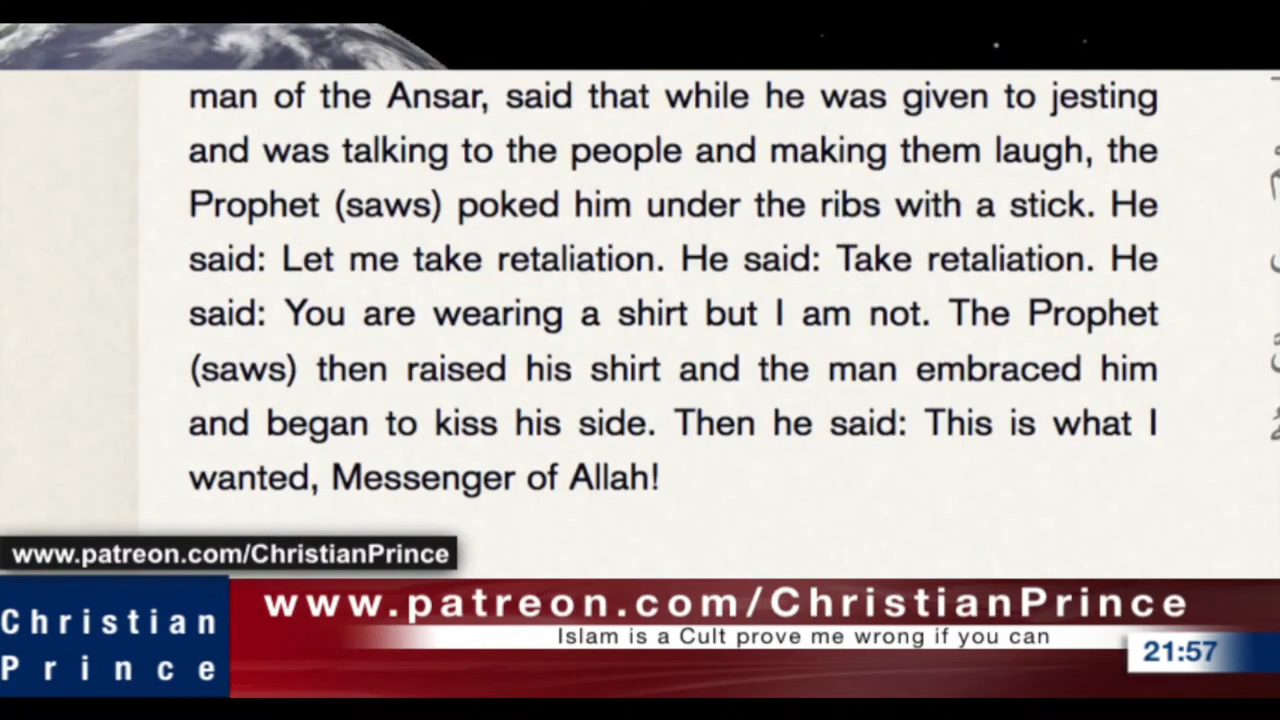 man of the Ansar, said that while he was given to jesting
and was talking to the people and making them laugh, the
Prophet (saws) poked him under the ribs with a stick. He
said: Let me take retaliation. He said: Take retaliation. He
said: You are wearing a shirt but I am not. The Prophet
(saws) then raised his shirt and the man embraced him
and began to kiss his side. Then he said: This is what I
wanted, Messenger of Allah!
www.patreon.com/ChristianPrince
Christian
Prince
www.patreon.com/ChristianPrince
Islam is a Cult prove me wrong if you can
21:57